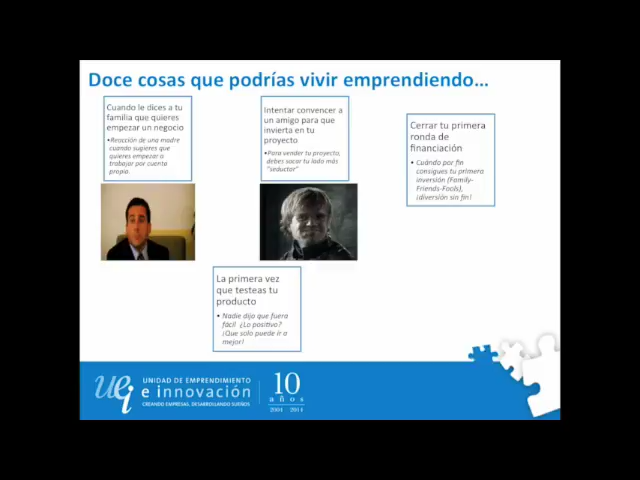 Doce cosas que podrías vivir emprendiendo...
Cuando le dices a tu
familia que quieres
empezar un negocio
•Reacción de una madre
cuando sugieres que
quieres empezar a
trabajar por cuenta
propia.
Intentar convencer a
un amigo para que
invierta en tu
proyecto
•Para vender tu proyecto,
debes sacar tu lado más
"seductor"
Cerrar tu primera
ronda de
financiación
• Cuándo por fin
consigues tu primera
inversión (Family-
Friends-Fools),
¡diversión sin fin!
La primera vez
que testeas tu
producto
• Nadie dijo que fuera
fácil ¿Lo positivo?
¡Que solo puede ir a
mejor!
uei
UNIDAD DE EMPRENDIMIENTO
e innovación
CREANDO EMPRESAS, DESARROLLANDO SUEÑOS
10
años
2004 - 2014